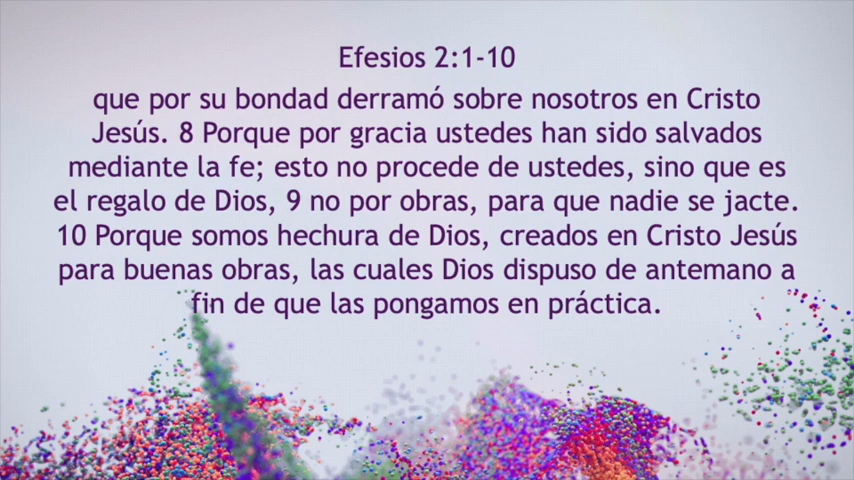 Efesios 2:1-10
que por su bondad derramó sobre nosotros en Cristo
Jesús. 8 Porque por gracia ustedes han sido salvados
mediante la fe; esto no procede de ustedes, sino que es
el regalo de Dios, 9 no por obras, para que nadie se jacte.
10 Porque somos hechura de Dios, creados en Cristo Jesús
para buenas obras, las cuales Dios dispuso de antemano a
fin de que las pongamos en práctica.